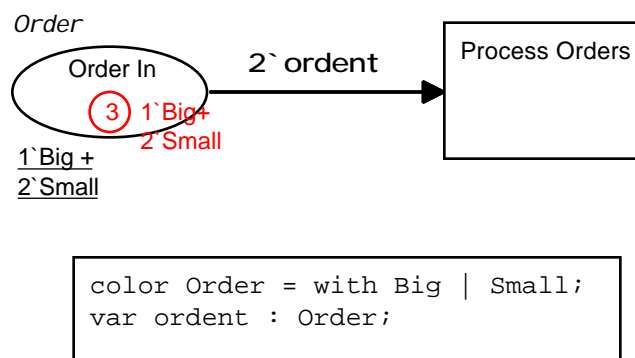 Order
Order In
2`ordent
Process Orders
3
1`Big+
2`Small
1`Big +
2`Small
color Order = with Big | Small;
var ordent : Order;